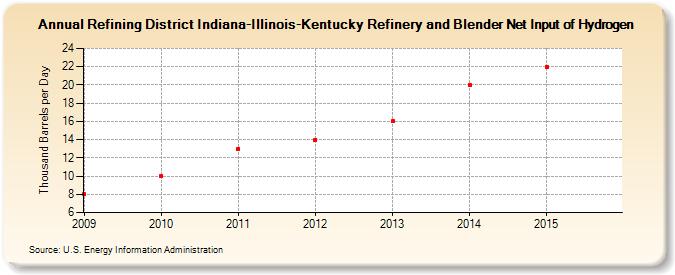 Annual Refining District Indiana-Illinois-Kentucky Refinery and Blender Net Input of Hydrogen
Thousand Barrels per Day
24
22
20
18
16
14
12
10
8
6
2009 2010 2011 2012 2013 2014 2015
Source: U.S. Energy Information Administration